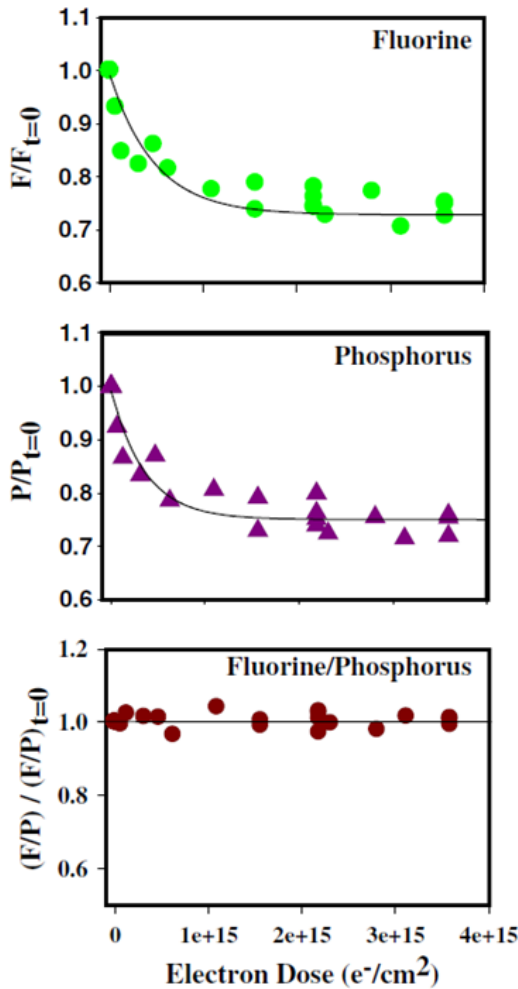 1.1
Fluorine
1.0
0.9
0.8
0.7
0.6
F/Ft=0
1.1
Phosphorus
1.0
0.9
0.8
0.7
0.6
P/Pt=0
1.2
Fluorine/Phosphorus
1.0
0.8
0.6
(F/P) / (F/P)t=0
0 1e+15 2e+15 3e+15 4e+15
Electron Dose (e⁻/cm²)